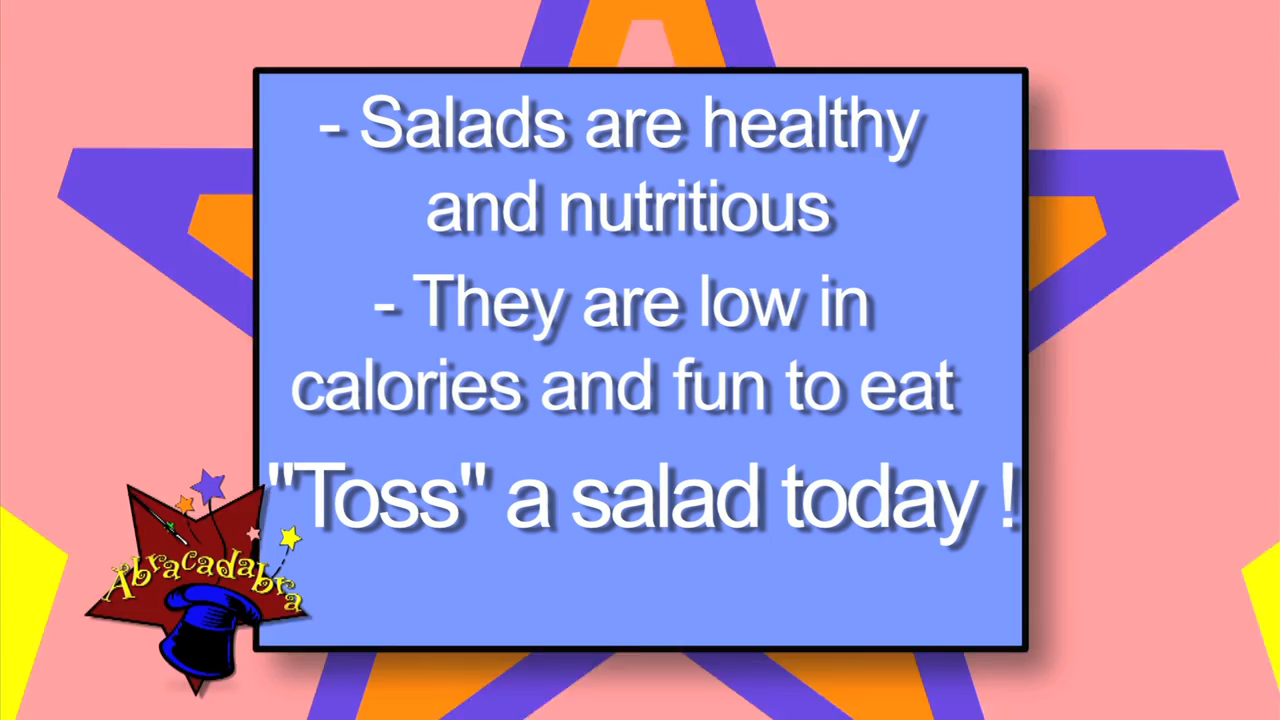 - Salads are healthy
and nutritious
- They are low in
calories and fun to eat
"Toss" a salad today !
Abracadabra